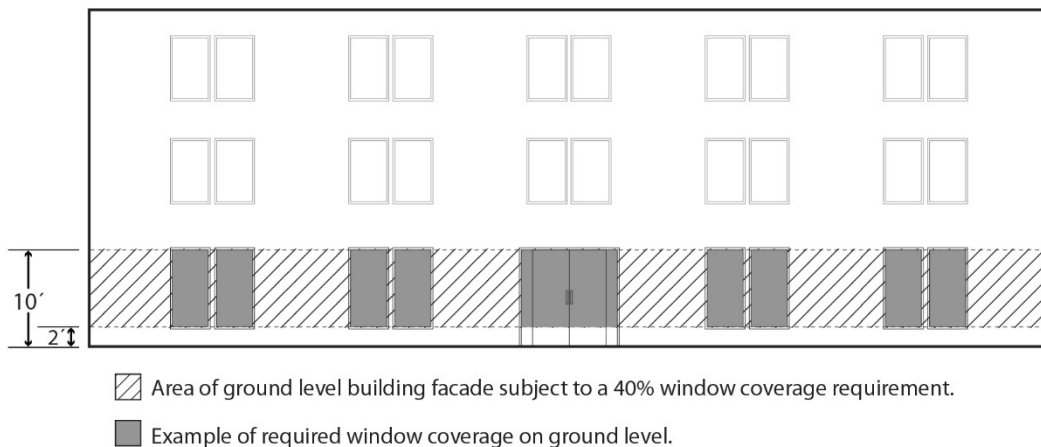 10´
2´
Area of ground level building facade subject to a 40% window coverage requirement.
Example of required window coverage on ground level.